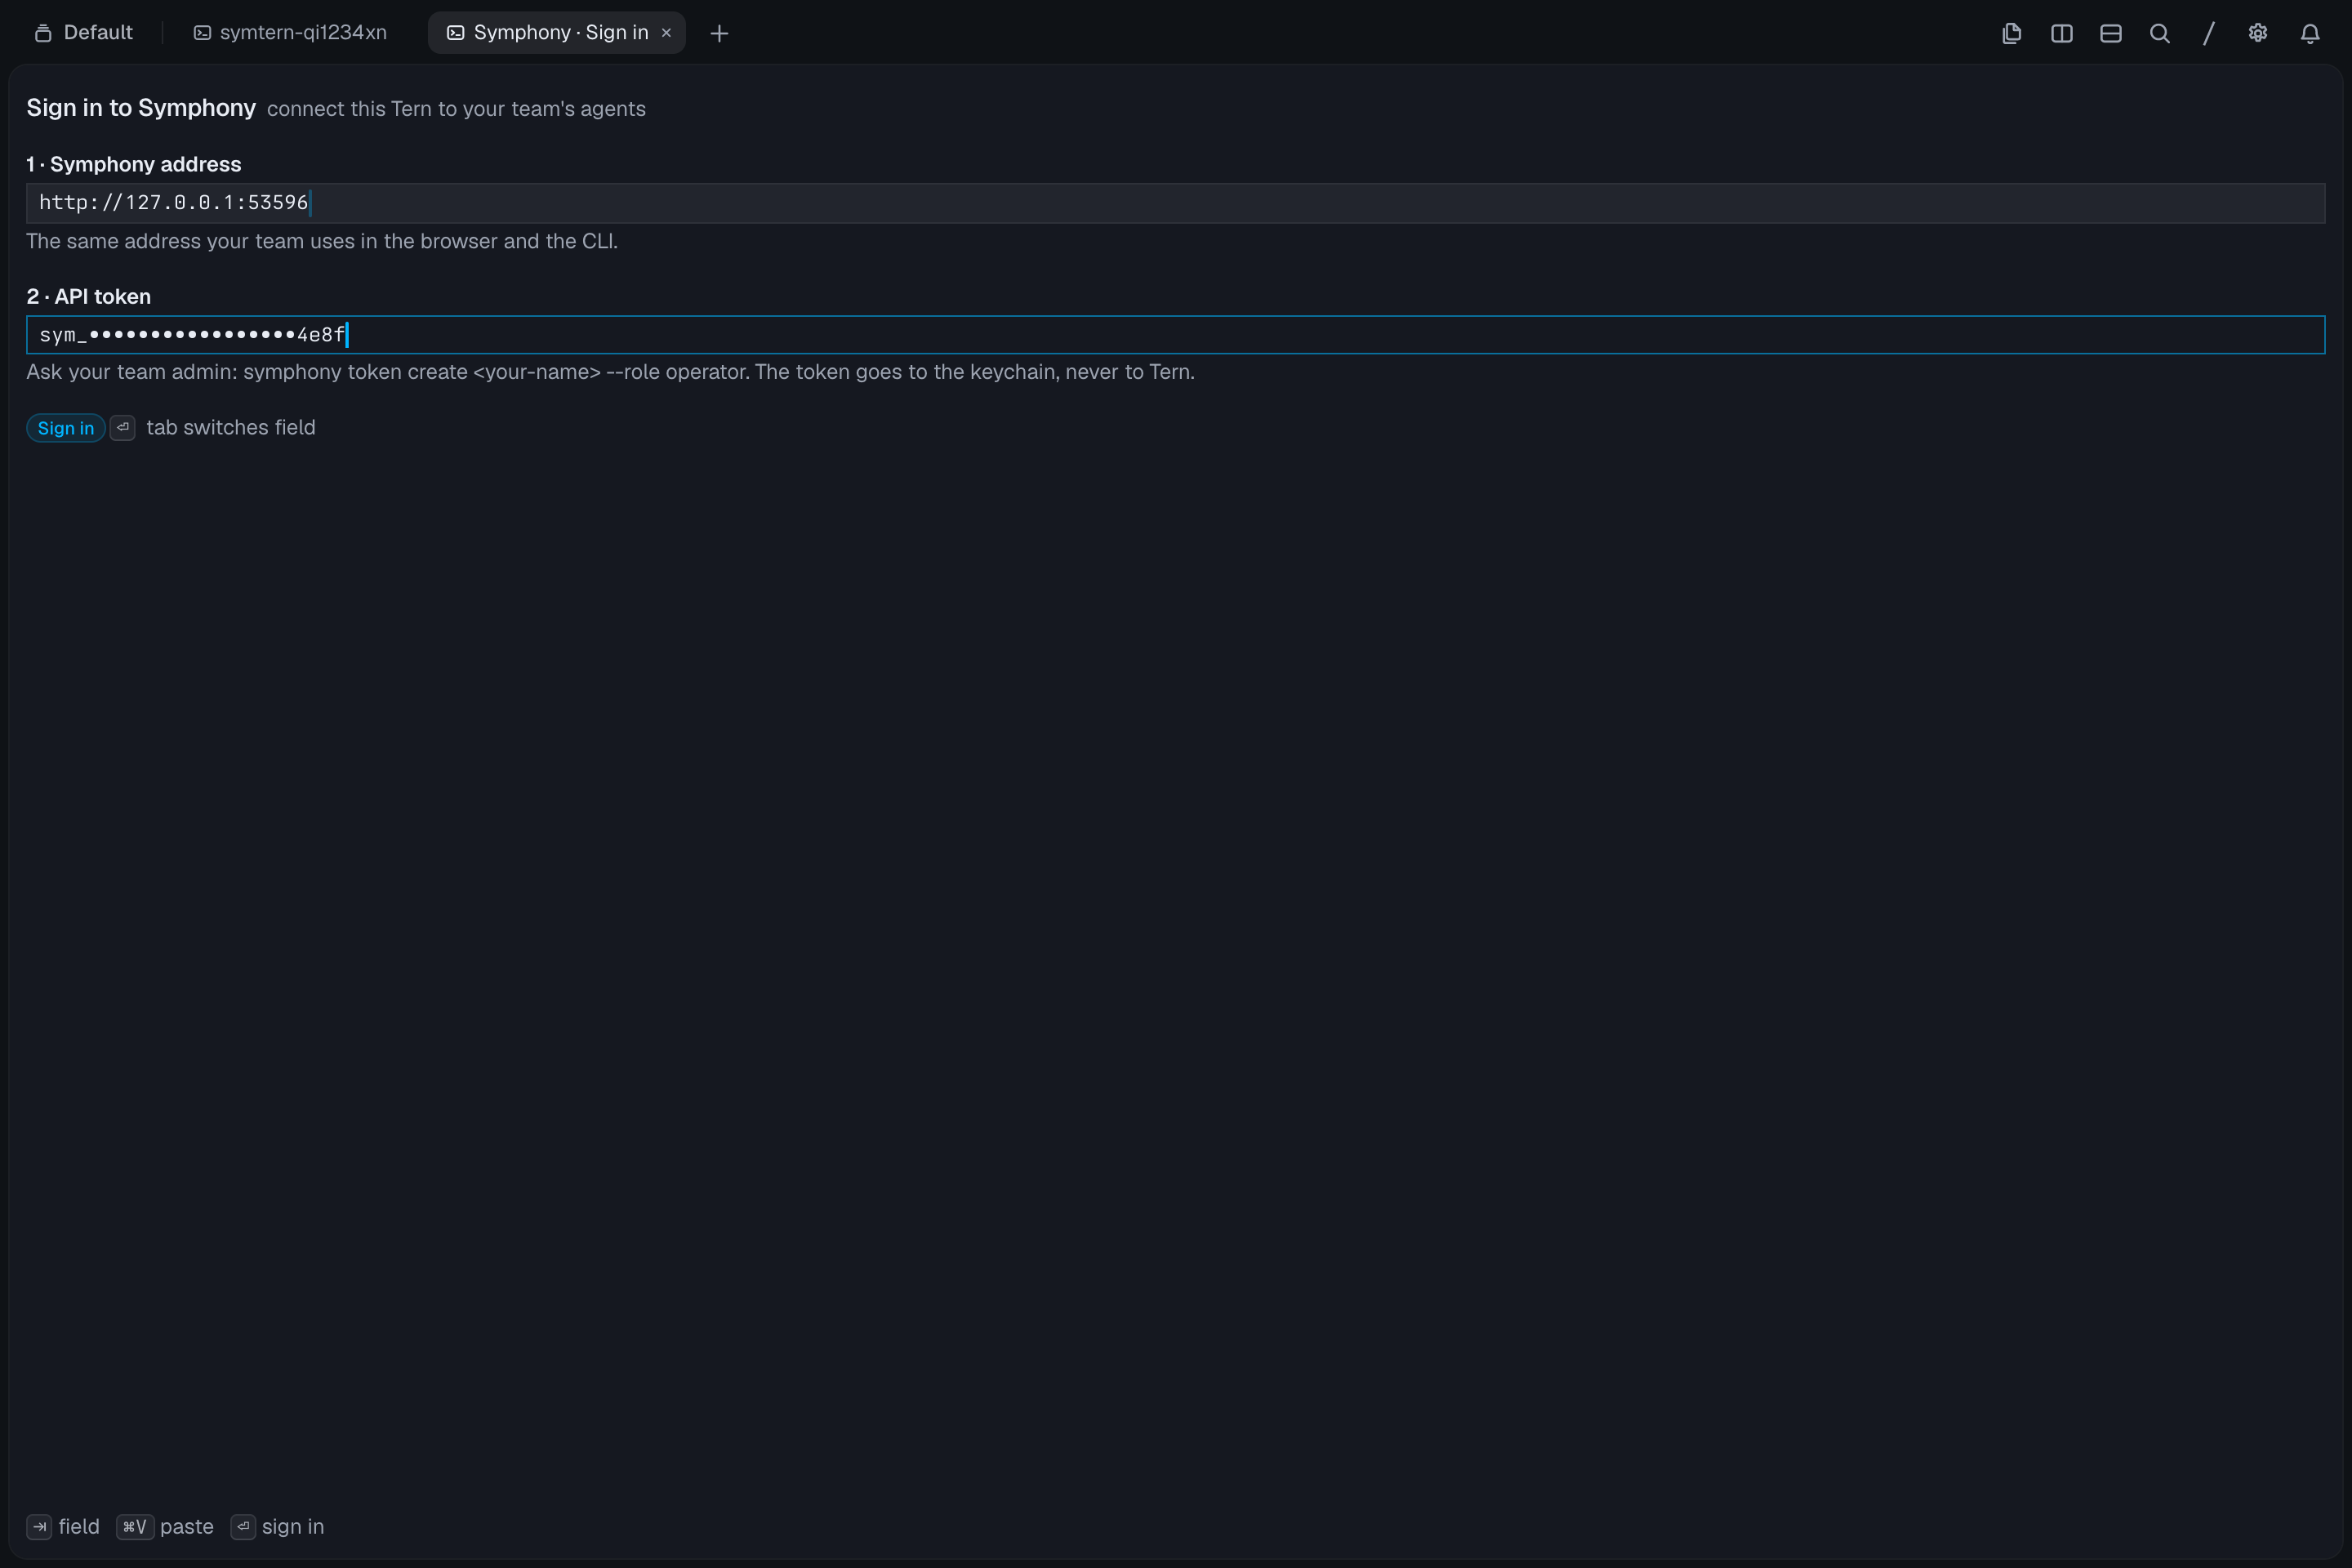 Default symtern-qi1234xn Symphony · Sign in × +
Sign in to Symphony connect this Tern to your team's agents
1 · Symphony address
http://127.0.0.1:53596
The same address your team uses in the browser and the CLI.
2 · API token
sym_•••••••••••••••••4e8f
Ask your team admin: symphony token create <your-name> --role operator. The token goes to the keychain, never to Tern.
Sign in ⏎ tab switches field
⇥ field ⌘V paste ⏎ sign in